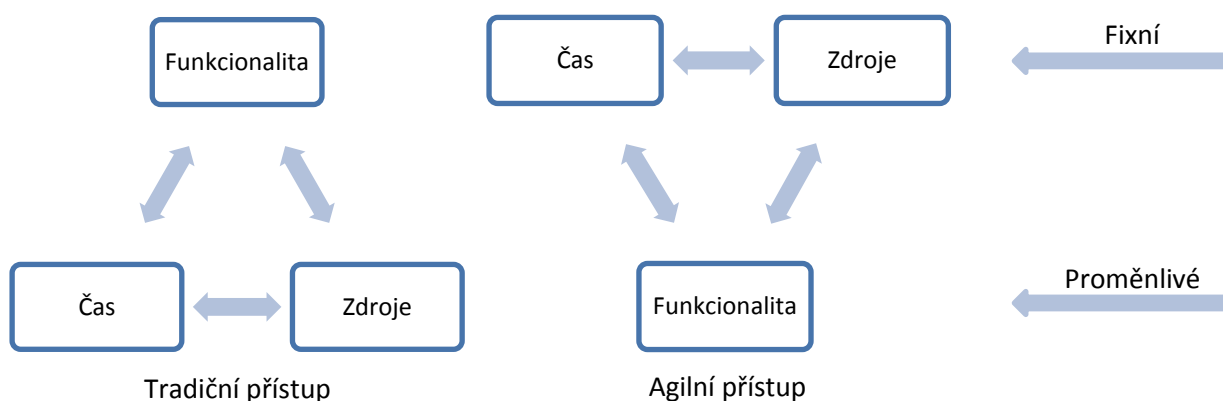 Funkcionalita
Čas
Zdroje
Fixní
Čas
Zdroje
Funkcionalita
Proměnlivé
Tradiční přístup
Agilní přístup